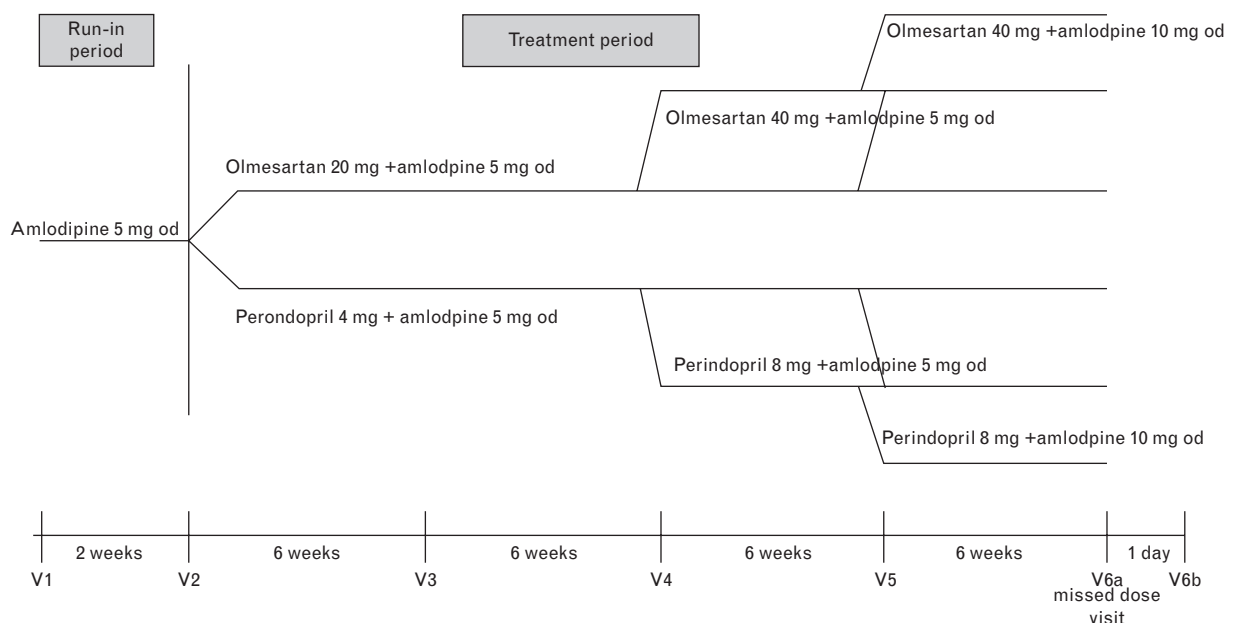 Run-in
period
Treatment period
Olmesartan 40 mg +amlodpine 10 mg od
Olmesartan 40 mg +amlodpine 5 mg od
Olmesartan 20 mg +amlodpine 5 mg od
Amlodipine 5 mg od
Perondopril 4 mg + amlodpine 5 mg od
Perindopril 8 mg +amlodpine 5 mg od
Perindopril 8 mg +amlodpine 10 mg od
2 weeks
6 weeks
6 weeks
6 weeks
6 weeks
1 day
V1
V2
V3
V4
V5
V6a
V6b
missed dose
visit